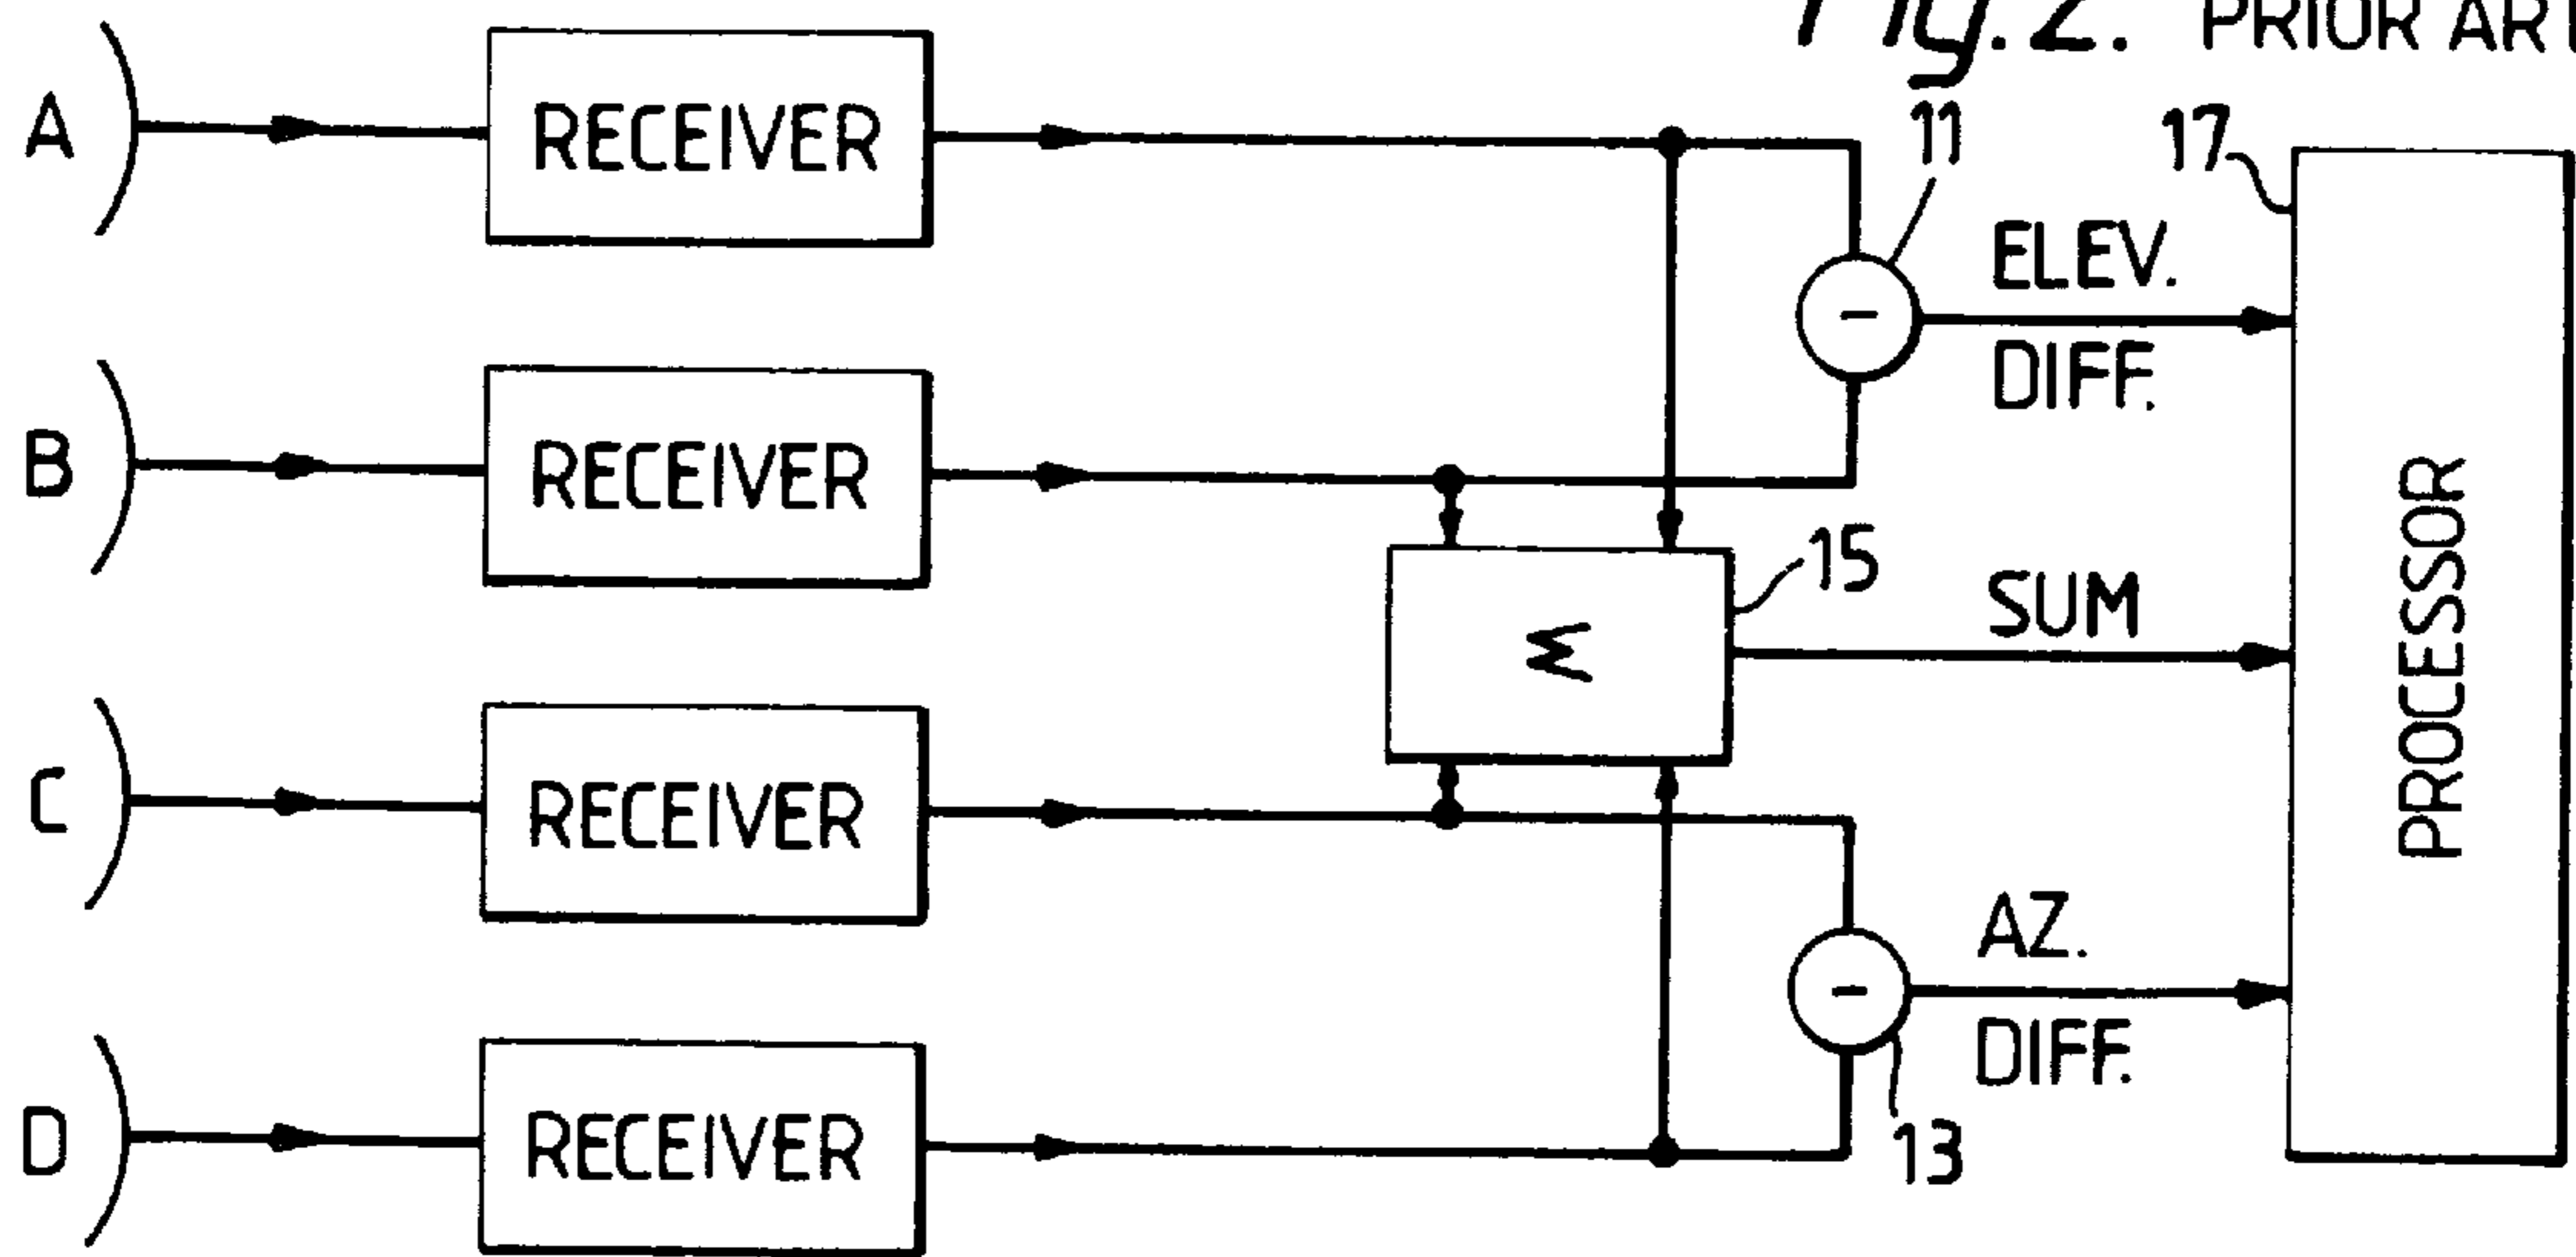 Fig. 2. PRIOR ART
A
RECEIVER
11
17
ELEV.
DIFF.
-
B
RECEIVER
15
Σ
SUM
PROCESSOR
C
RECEIVER
AZ.
DIFF.
-
D
RECEIVER
13